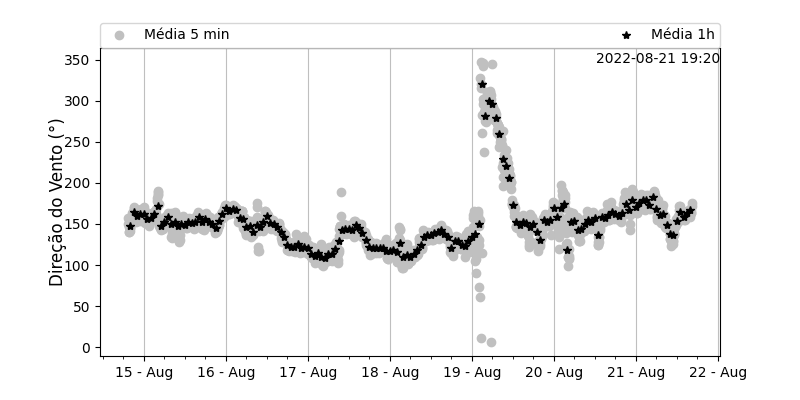 Média 5 min
Média 1h
2022-08-21 19:20
Direção do Vento (°)
350
300
250
200
150
100
50
0
15 - Aug
16 - Aug
17 - Aug
18 - Aug
19 - Aug
20 - Aug
21 - Aug
22 - Aug